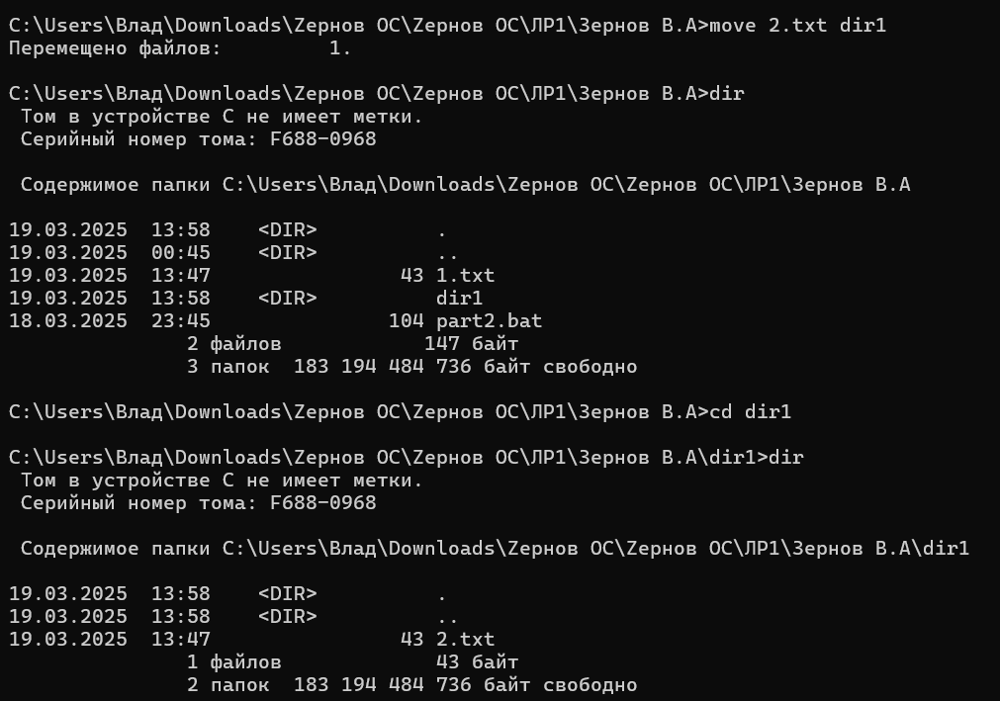 C:\Users\Влад\Downloads\Zернов ОС\Zернов ОС\ЛР1\Зернов В.А>move 2.txt dir1
Перемещено файлов:         1.
C:\Users\Влад\Downloads\Zернов ОС\Zернов ОС\ЛР1\Зернов В.А>dir
 Том в устройстве C не имеет метки.
 Серийный номер тома: F688-0968
 Содержимое папки C:\Users\Влад\Downloads\Zернов ОС\Zернов ОС\ЛР1\Зернов В.А
19.03.2025  13:58    <DIR>          .
19.03.2025  00:45    <DIR>          ..
19.03.2025  13:47                43 1.txt
19.03.2025  13:58    <DIR>          dir1
18.03.2025  23:45               104 part2.bat
               2 файлов            147 байт
               3 папок  183 194 484 736 байт свободно
C:\Users\Влад\Downloads\Zернов ОС\Zернов ОС\ЛР1\Зернов В.А>cd dir1
C:\Users\Влад\Downloads\Zернов ОС\Zернов ОС\ЛР1\Зернов В.А\dir1>dir
 Том в устройстве C не имеет метки.
 Серийный номер тома: F688-0968
 Содержимое папки C:\Users\Влад\Downloads\Zернов ОС\Zернов ОС\ЛР1\Зернов В.А\dir1
19.03.2025  13:58    <DIR>          .
19.03.2025  13:58    <DIR>          ..
19.03.2025  13:47                43 2.txt
               1 файлов             43 байт
               2 папок  183 194 484 736 байт свободно